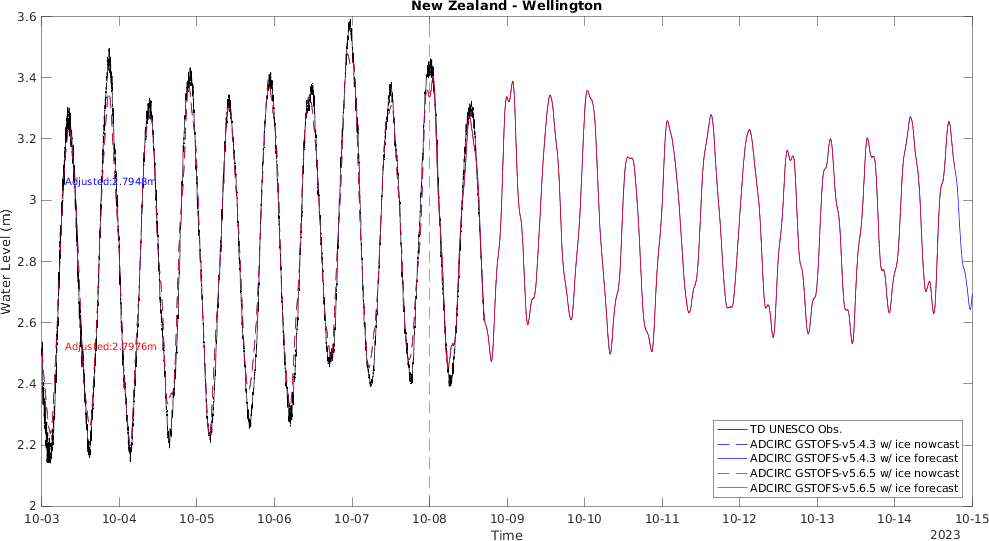 New Zealand - Wellington
3.6
3.4
3.2
3
2.8
2.6
2.4
2.2
2
Water Level (m)
Adjusted:2.7948m
Adjusted:2.7976m
TD UNESCO Obs.
ADCIRC GSTOFS-v5.4.3 w/ ice nowcast
ADCIRC GSTOFS-v5.4.3 w/ ice forecast
ADCIRC GSTOFS-v5.6.5 w/ ice nowcast
ADCIRC GSTOFS-v5.6.5 w/ ice forecast
10-03 10-04 10-05 10-06 10-07 10-08 10-09 10-10 10-11 10-12 10-13 10-14 10-15
Time
2023